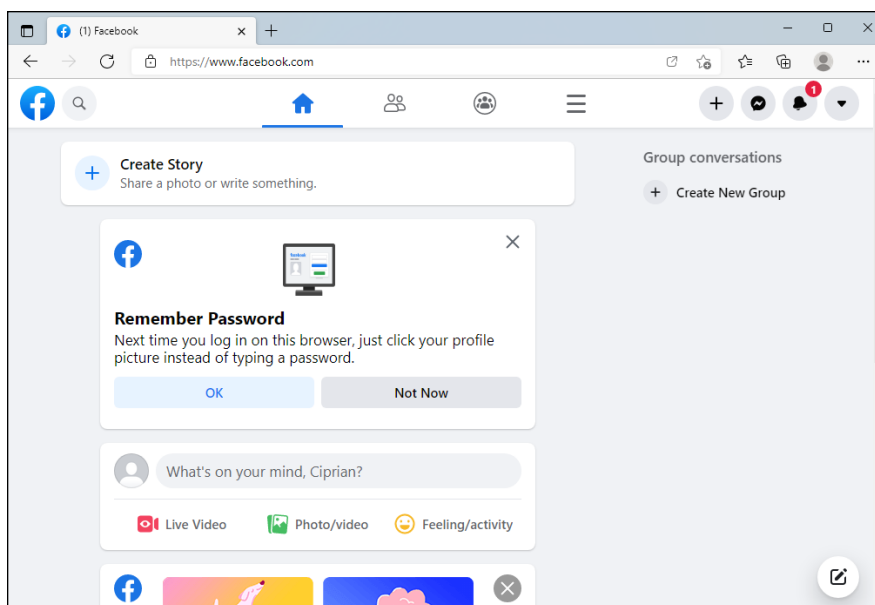 (1) Facebook
https://www.facebook.com
1
Create Story
Share a photo or write something.
Group conversations
Create New Group
facebook
Remember Password
Next time you log in on this browser, just click your profile
picture instead of typing a password.
OK
Not Now
What's on your mind, Ciprian?
Live Video
Photo/video
Feeling/activity